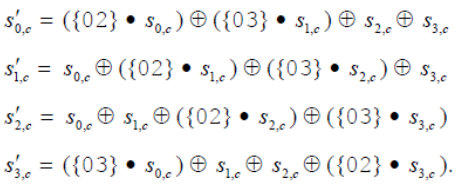 s′₀,c = ({02} • s₀,c) ⊕ ({03} • s₁,c) ⊕ s₂,c ⊕ s₃,c
s′₁,c = s₀,c ⊕ ({02} • s₁,c) ⊕ ({03} • s₂,c) ⊕ s₃,c
s′₂,c = s₀,c ⊕ s₁,c ⊕ ({02} • s₂,c) ⊕ ({03} • s₃,c)
s′₃,c = ({03} • s₀,c) ⊕ s₁,c ⊕ s₂,c ⊕ ({02} • s₃,c).